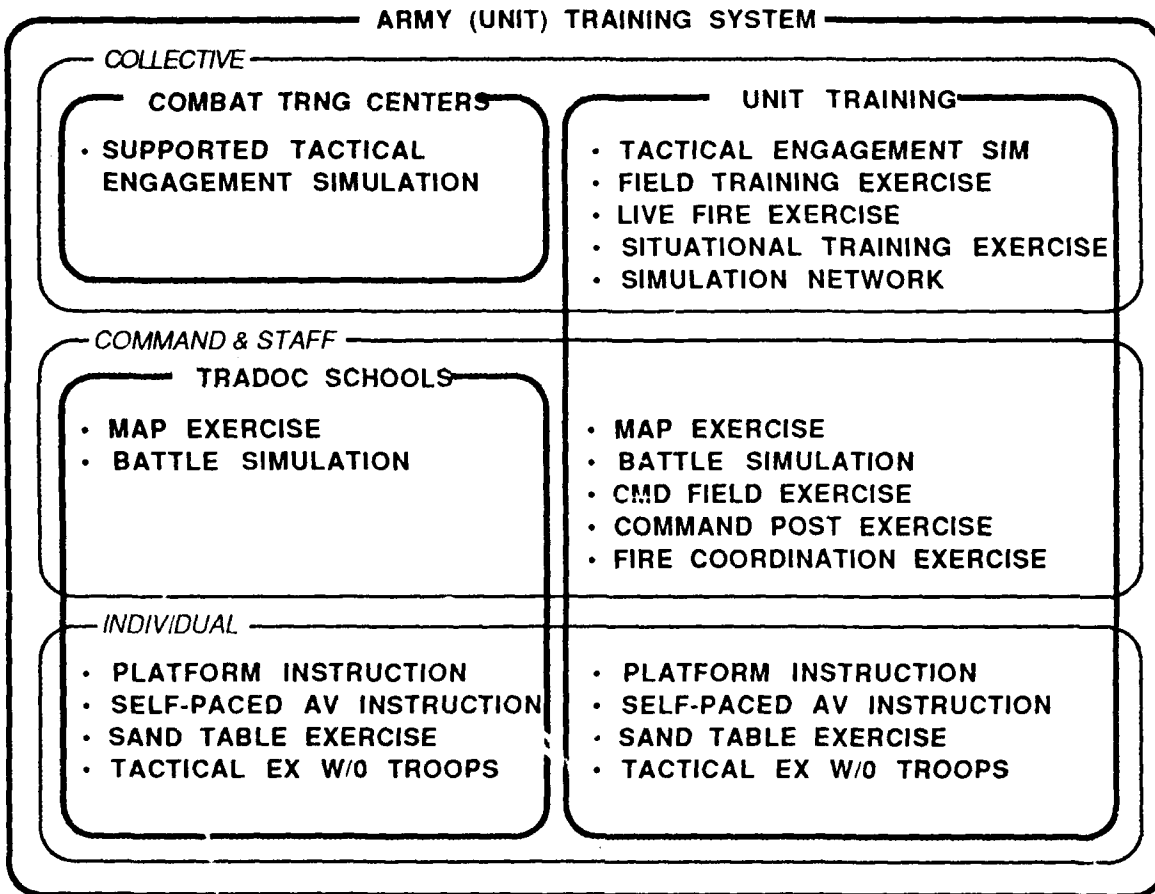 ARMY (UNIT) TRAINING SYSTEM
COLLECTIVE
COMBAT TRNG CENTERS
• SUPPORTED TACTICAL
ENGAGEMENT SIMULATION
UNIT TRAINING
• TACTICAL ENGAGEMENT SIM
• FIELD TRAINING EXERCISE
• LIVE FIRE EXERCISE
• SITUATIONAL TRAINING EXERCISE
• SIMULATION NETWORK
COMMAND & STAFF
TRADOC SCHOOLS
• MAP EXERCISE
• BATTLE SIMULATION
• MAP EXERCISE
• BATTLE SIMULATION
• CMD FIELD EXERCISE
• COMMAND POST EXERCISE
• FIRE COORDINATION EXERCISE
INDIVIDUAL
• PLATFORM INSTRUCTION
• SELF-PACED AV INSTRUCTION
• SAND TABLE EXERCISE
• TACTICAL EX W/0 TROOPS
• PLATFORM INSTRUCTION
• SELF-PACED AV INSTRUCTION
• SAND TABLE EXERCISE
• TACTICAL EX W/0 TROOPS